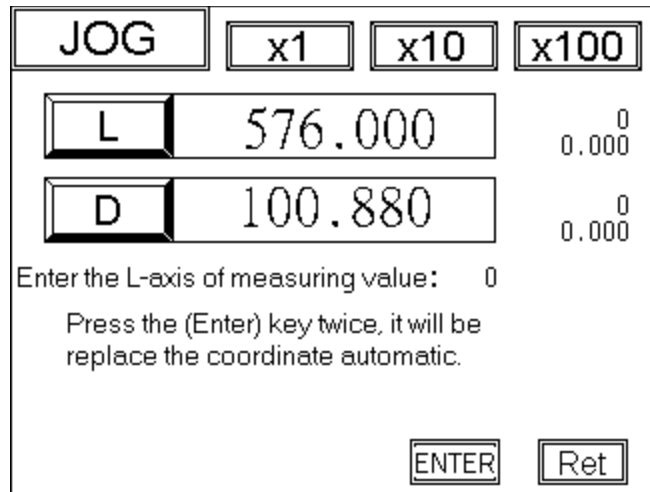 JOG x1 x10 x100
L 576.000 0
0.000
D 100.880 0
0.000
Enter the L-axis of measuring value: 0
Press the (Enter) key twice, it will be
replace the coordinate automatic.
ENTER Ret